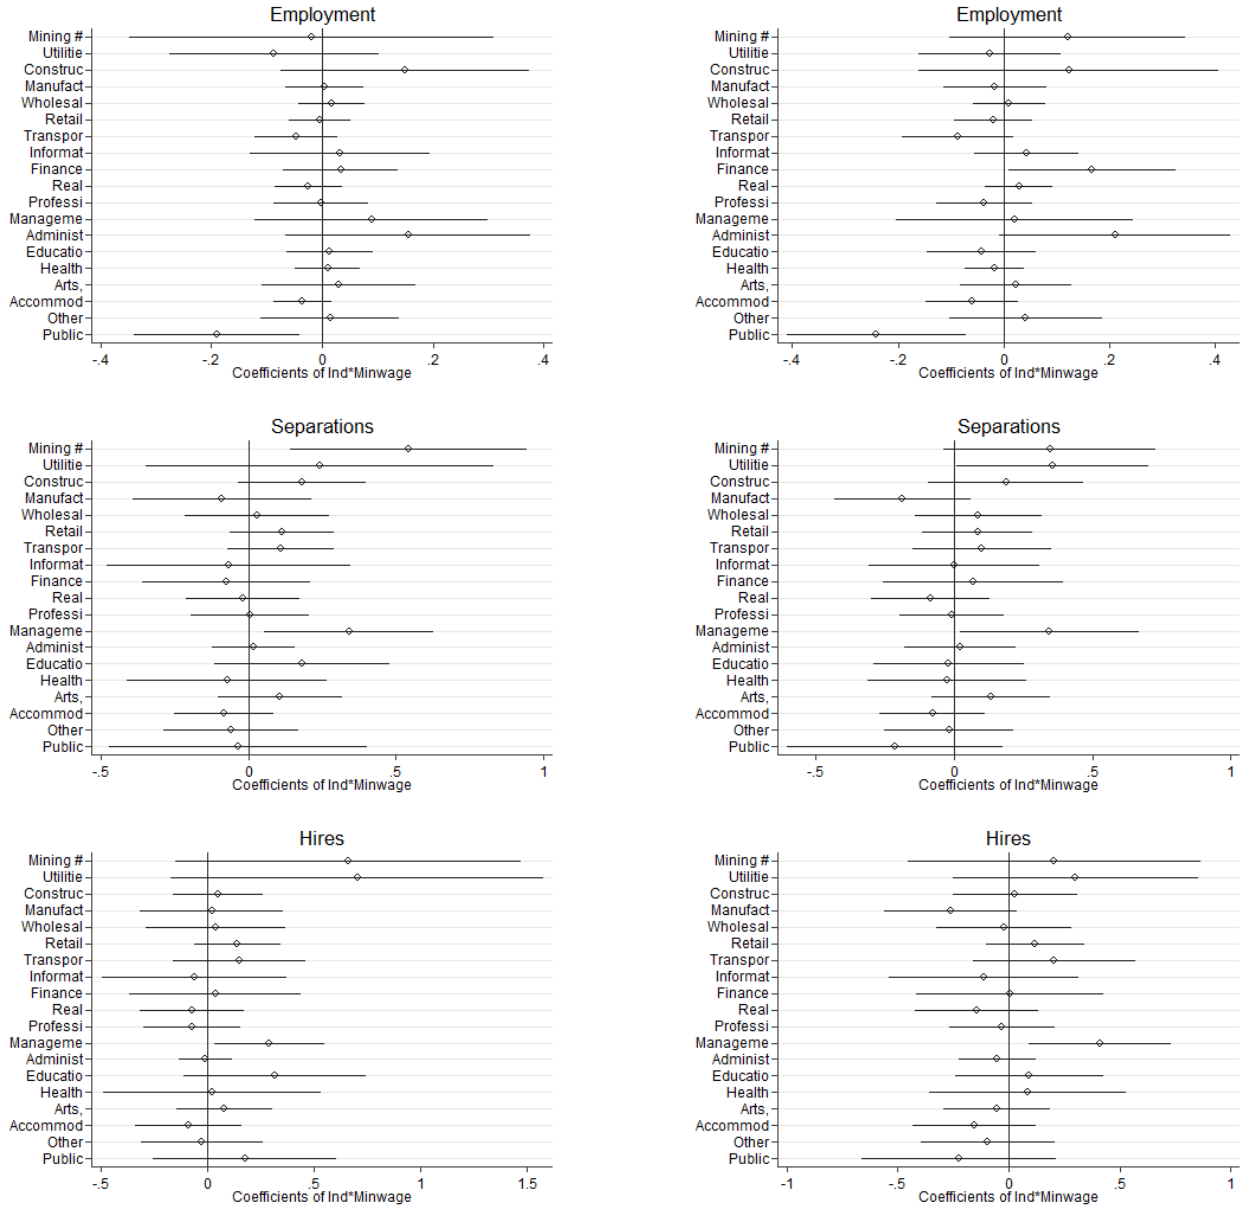 Employment
Mining #
Utilitie
Construc
Manufact
Wholesal
Retail
Transpor
Informat
Finance
Real
Professi
Manageme
Administ
Educatio
Health
Arts,
Accommod
Other
Public
-.4 -.2 0 .2 .4
Coefficients of Ind*Minwage
Employment
Mining #
Utilitie
Construc
Manufact
Wholesal
Retail
Transpor
Informat
Finance
Real
Professi
Manageme
Administ
Educatio
Health
Arts,
Accommod
Other
Public
-.4 -.2 0 .2 .4
Coefficients of Ind*Minwage
Separations
Mining #
Utilitie
Construc
Manufact
Wholesal
Retail
Transpor
Informat
Finance
Real
Professi
Manageme
Administ
Educatio
Health
Arts,
Accommod
Other
Public
-.5 0 .5 1
Coefficients of Ind*Minwage
Separations
Mining #
Utilitie
Construc
Manufact
Wholesal
Retail
Transpor
Informat
Finance
Real
Professi
Manageme
Administ
Educatio
Health
Arts,
Accommod
Other
Public
-.5 0 .5 1
Coefficients of Ind*Minwage
Hires
Mining #
Utilitie
Construc
Manufact
Wholesal
Retail
Transpor
Informat
Finance
Real
Professi
Manageme
Administ
Educatio
Health
Arts,
Accommod
Other
Public
-.5 0 .5 1 1.5
Coefficients of Ind*Minwage
Hires
Mining #
Utilitie
Construc
Manufact
Wholesal
Retail
Transpor
Informat
Finance
Real
Professi
Manageme
Administ
Educatio
Health
Arts,
Accommod
Other
Public
-1 -.5 0 .5 1
Coefficients of Ind*Minwage